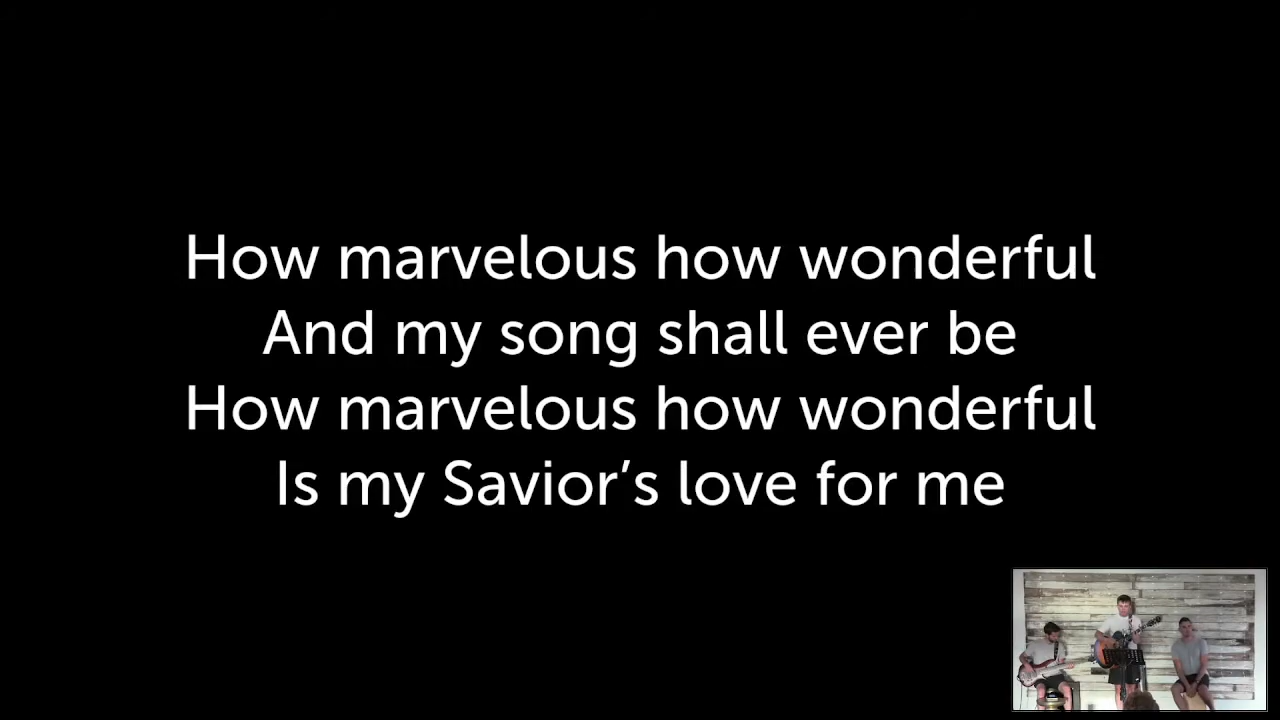 How marvelous how wonderful
And my song shall ever be
How marvelous how wonderful
Is my Savior’s love for me